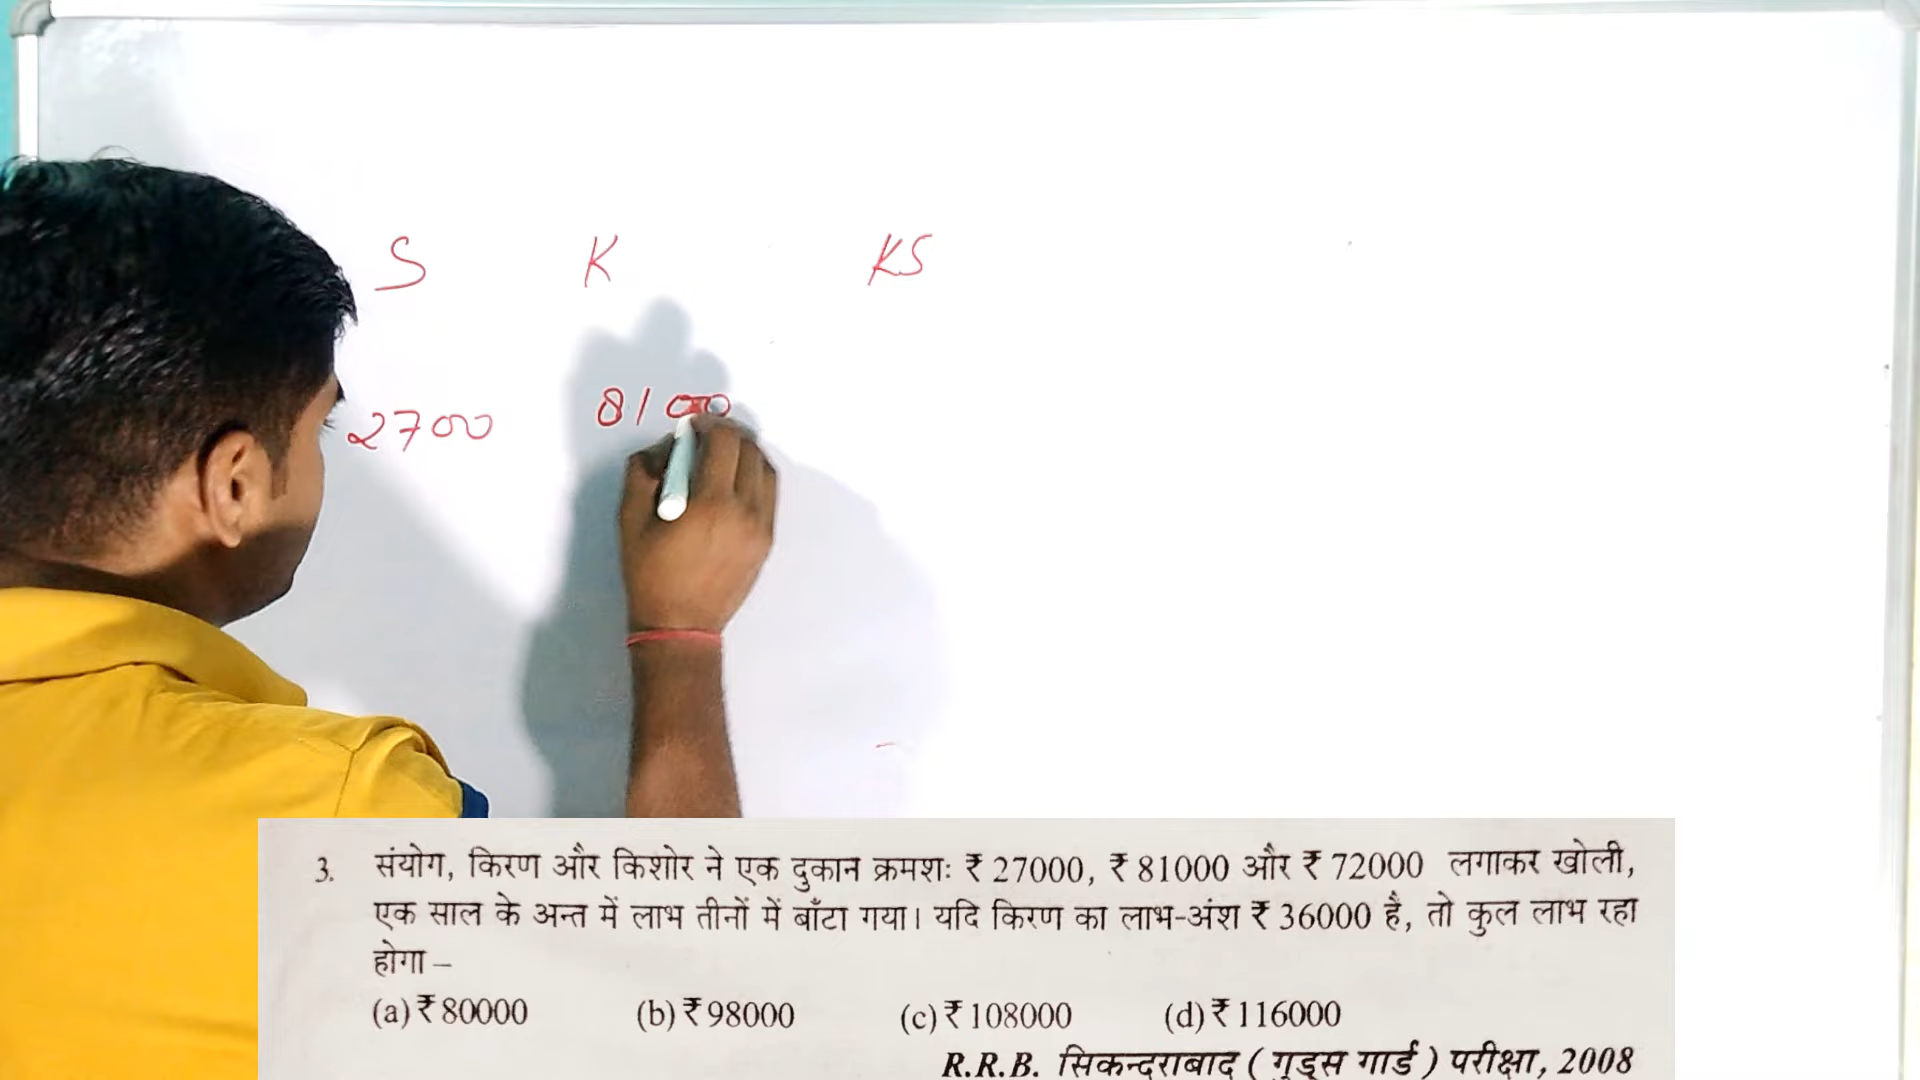 S K KS
2700 8100
3. संयोग, किरण और किशोर ने एक दुकान क्रमशः ₹ 27000, ₹ 81000 और ₹ 72000 लगाकर खोली,
एक साल के अन्त में लाभ तीनों में बाँटा गया। यदि किरण का लाभ-अंश ₹ 36000 है, तो कुल लाभ रहा
होगा –
(a) ₹ 80000 (b) ₹ 98000 (c) ₹ 108000 (d) ₹ 116000
R.R.B. सिकन्दराबाद ( गुड्स गार्ड ) परीक्षा, 2008